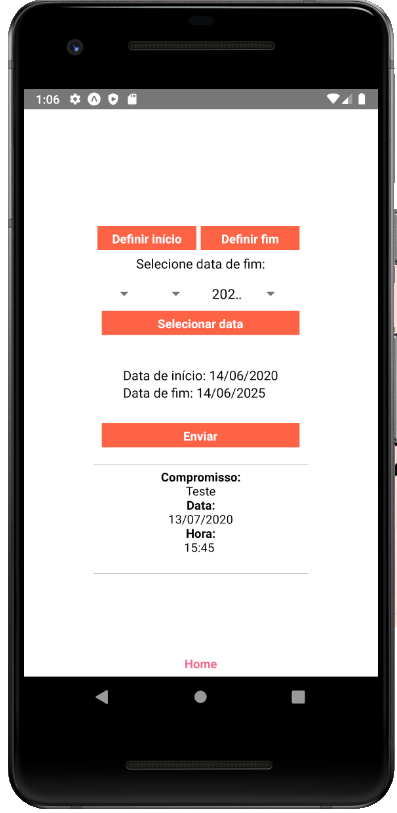 1:06
Definir início Definir fim
Selecione data de fim:
202..
Selecionar data
Data de início: 14/06/2020
Data de fim: 14/06/2025
Enviar
Compromisso:
Teste
Data:
13/07/2020
Hora:
15:45
Home